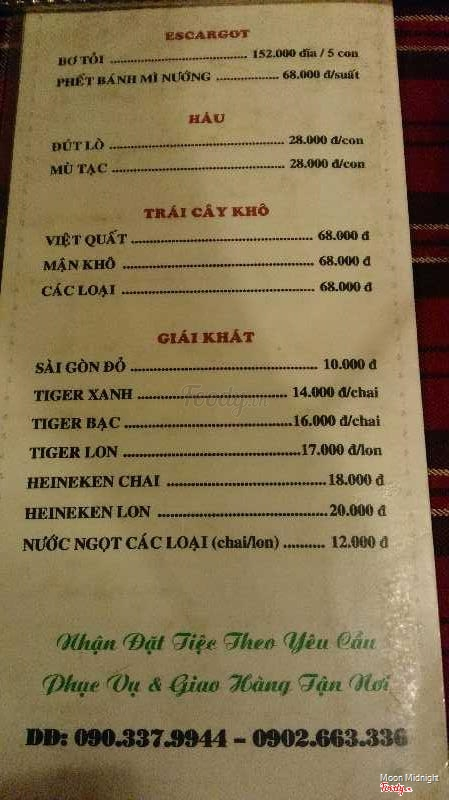 ESCARGOT
BƠ TỎI ........ 152.000 đĩa / 5 con
PHẾT BÁNH MÌ NƯỚNG ........ 68.000 đ/suất
HÀU
ĐÚT LÒ ........ 28.000 đ/con
MÙ TẠC ........ 28.000 đ/con
TRÁI CÂY KHÔ
VIỆT QUẤT ........ 68.000 đ
MẬN KHÔ ........ 68.000 đ
CÁC LOẠI ........ 68.000 đ
GIẢI KHÁT
SÀI GÒN ĐỎ ........ 10.000 đ
TIGER XANH ........ 14.000 đ/chai
Foody.vn
TIGER BẠC ........ 16.000 đ/chai
TIGER LON ........ 17.000 đ/lon
HEINEKEN CHAI ........ 18.000 đ
HEINEKEN LON ........ 20.000 đ
NƯỚC NGỌT CÁC LOẠI (chai/lon) ........ 12.000 đ
Nhận Đặt Tiệc Theo Yêu Cầu
Phục Vụ & Giao Hàng Tận Nơi
DĐ: 090.337.9944 – 0902.663.336
Moon Midnight
Foody.vn